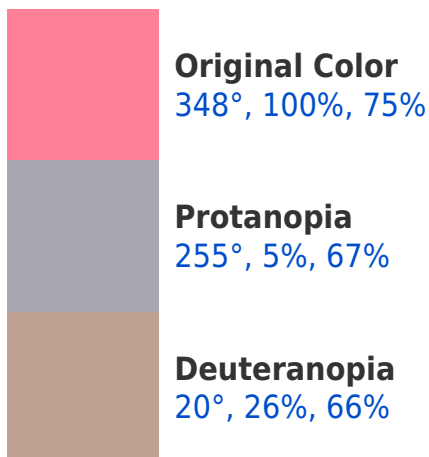 Original Color
348°, 100%, 75%
Protanopia
255°, 5%, 67%
Deuteranopia
20°, 26%, 66%